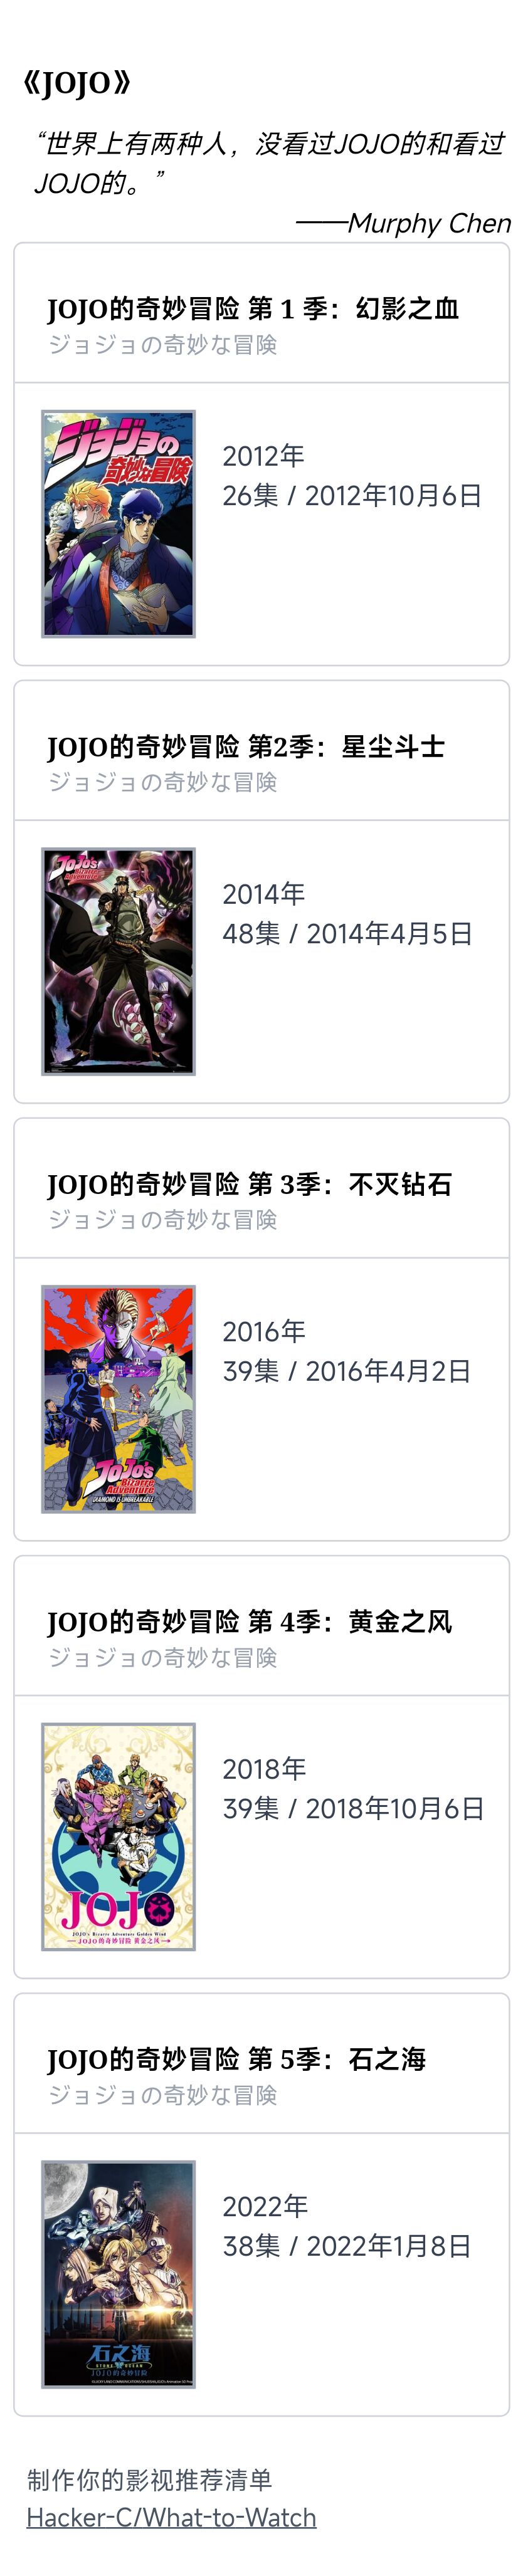 《JOJO》
“世界上有两种人，没看过JOJO的和看过
JOJO的。”
——Murphy Chen
JOJO的奇妙冒险 第 1 季：幻影之血
ジョジョの奇妙な冒険
ジョジョの
奇妙な冒険
2012年
26集 / 2012年10月6日
JOJO的奇妙冒险 第2季：星尘斗士
ジョジョの奇妙な冒険
JoJo's
Bizarre
Adventure
2014年
48集 / 2014年4月5日
JOJO的奇妙冒险 第 3季：不灭钻石
ジョジョの奇妙な冒険
2016年
39集 / 2016年4月2日
JoJo's
Bizarre
Adventure
DIAMOND IS UNBREAKABLE
JOJO的奇妙冒险 第 4季：黄金之风
ジョジョの奇妙な冒険
2018年
39集 / 2018年10月6日
JOJO
JOJO's Bizarre Adventure Golden Wind
JOJO的奇妙冒险 黄金之风
JOJO的奇妙冒险 第 5季：石之海
ジョジョの奇妙な冒険
2022年
38集 / 2022年1月8日
石之海
STONE OCEAN
JOJO的奇妙冒险
制作你的影视推荐清单
Hacker-C/What-to-Watch